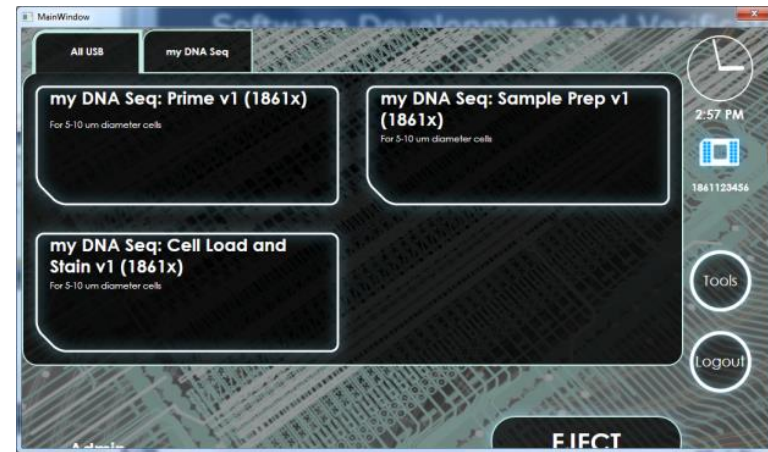 MainWindow
Software Development and Verific
All USB
my DNA Seq
my DNA Seq: Prime v1 (1861x)
For 5-10 um diameter cells
my DNA Seq: Sample Prep v1
(1861x)
For 5-10 um diameter cells
2:57 PM
1861123456
my DNA Seq: Cell Load and
Stain v1 (1861x)
For 5-10 um diameter cells
Tools
Logout
Admin
EJECT